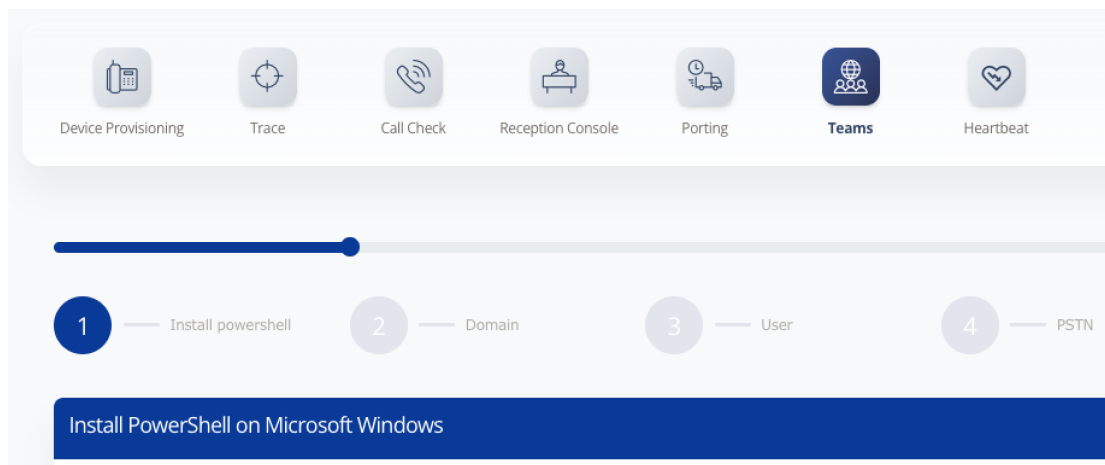 Device Provisioning
Trace
Call Check
Reception Console
Porting
Teams
Heartbeat
1
Install powershell
2
Domain
3
User
4
PSTN
Install PowerShell on Microsoft Windows